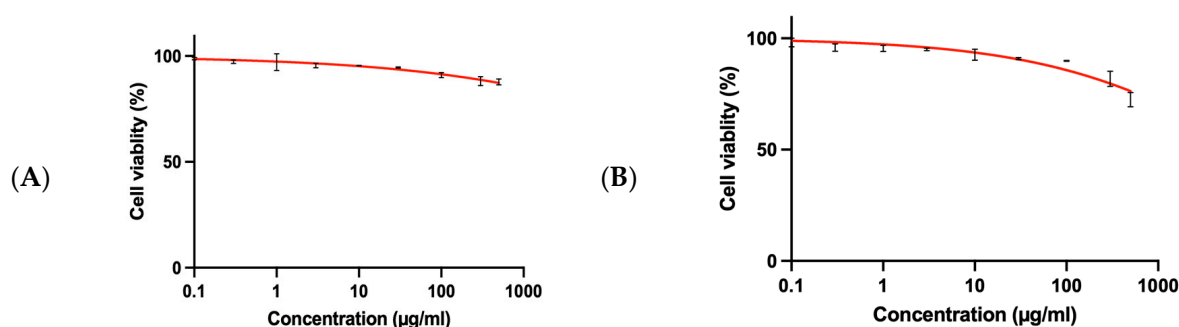 (A)
Cell viablity (%)
100
50
0
0.1 1 10 100 1000
Concentration (µg/ml)
(B)
Cell viablity (%)
100
50
0
0.1 1 10 100 1000
Concentration (µg/ml)